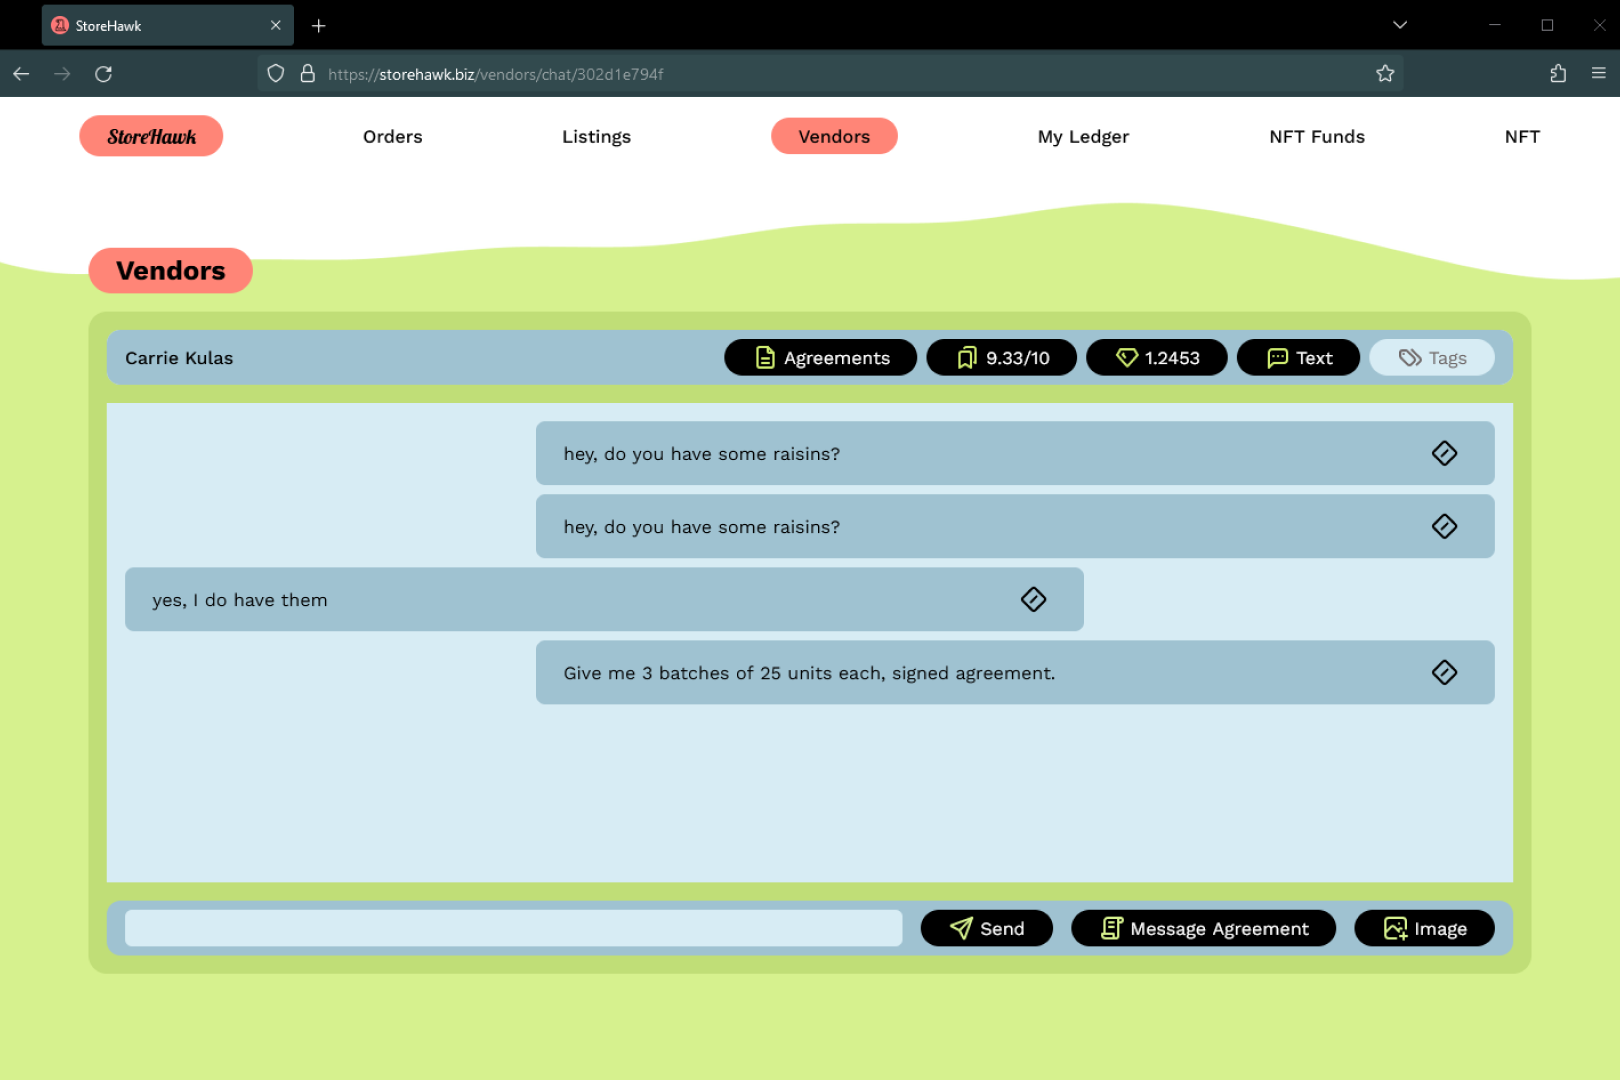 StoreHawk
https://storehawk.biz/vendors/chat/302d1e794f
StoreHawk
Orders
Listings
Vendors
My Ledger
NFT Funds
NFT
Vendors
Carrie Kulas
Agreements
9.33/10
1.2453
Text
Tags
hey, do you have some raisins?
hey, do you have some raisins?
yes, I do have them
Give me 3 batches of 25 units each, signed agreement.
Send
Message Agreement
Image